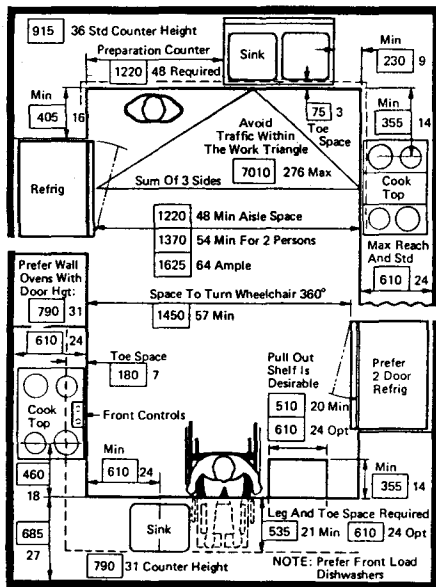 915 36 Std Counter Height
Preparation Counter
1220 48 Required
Sink
Min
230 9
Min
405 16
75 3
Toe
Space
Min
355 14
Avoid
Traffic Within
The Work Triangle
7010 276 Max
Sum Of 3 Sides
Refrig
Cook
Top
1220 48 Min Aisle Space
1370 54 Min For 2 Persons
1625 64 Ample
Max Reach
And Std
610 24
Prefer Wall
Ovens With
Door Hgt:
790 31
Space To Turn Wheelchair 360°
1450 57 Min
610 24
Toe Space
180 7
Pull Out
Shelf Is
Desirable
510 20 Min
610 24 Opt
Prefer
2 Door
Refrig
Cook
Top
Front Controls
Min
610 24
460
18
Min
355 14
Leg And Toe Space Required
535 21 Min 610 24 Opt
Sink
685
27
790 31 Counter Height
NOTE: Prefer Front Load
Dishwashers